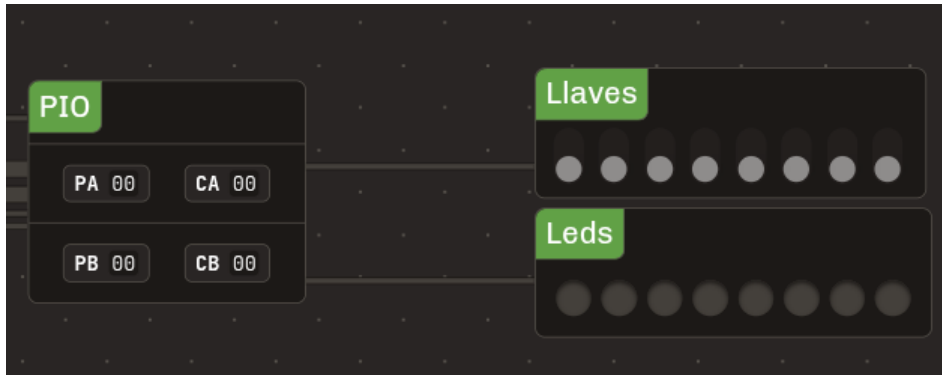 PIO
PA 00 CA 00
PB 00 CB 00
Llaves
Leds